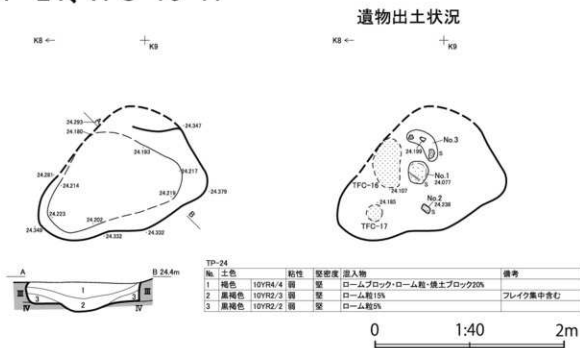 遺物出土状況
K8 ←
K9
K8 ←
K9
24.293
24.180
24.347
24.193
24.281
24.214
24.217
24.219
24.379
24.223
24.202
24.348
24.332
24.332
B
No.3
24.199
S
No.1
24.077
S
TFC-16
24.107
24.165
No.2
24.238
S
TFC-17
A
B 24.4m
Ⅲ
1
Ⅲ
3
2
3
Ⅳ
Ⅳ
TP-24
No. 土色 粘性 堅密度 混入物 備考
1 褐色 10YR4/4 弱 堅 ロームブロック・ローム粒・焼土ブロック20%
2 黒褐色 10YR2/3 弱 堅 ローム粒15% フレイク集中含む
3 黒褐色 10YR2/2 弱 堅 ローム粒5%
0 1:40 2m